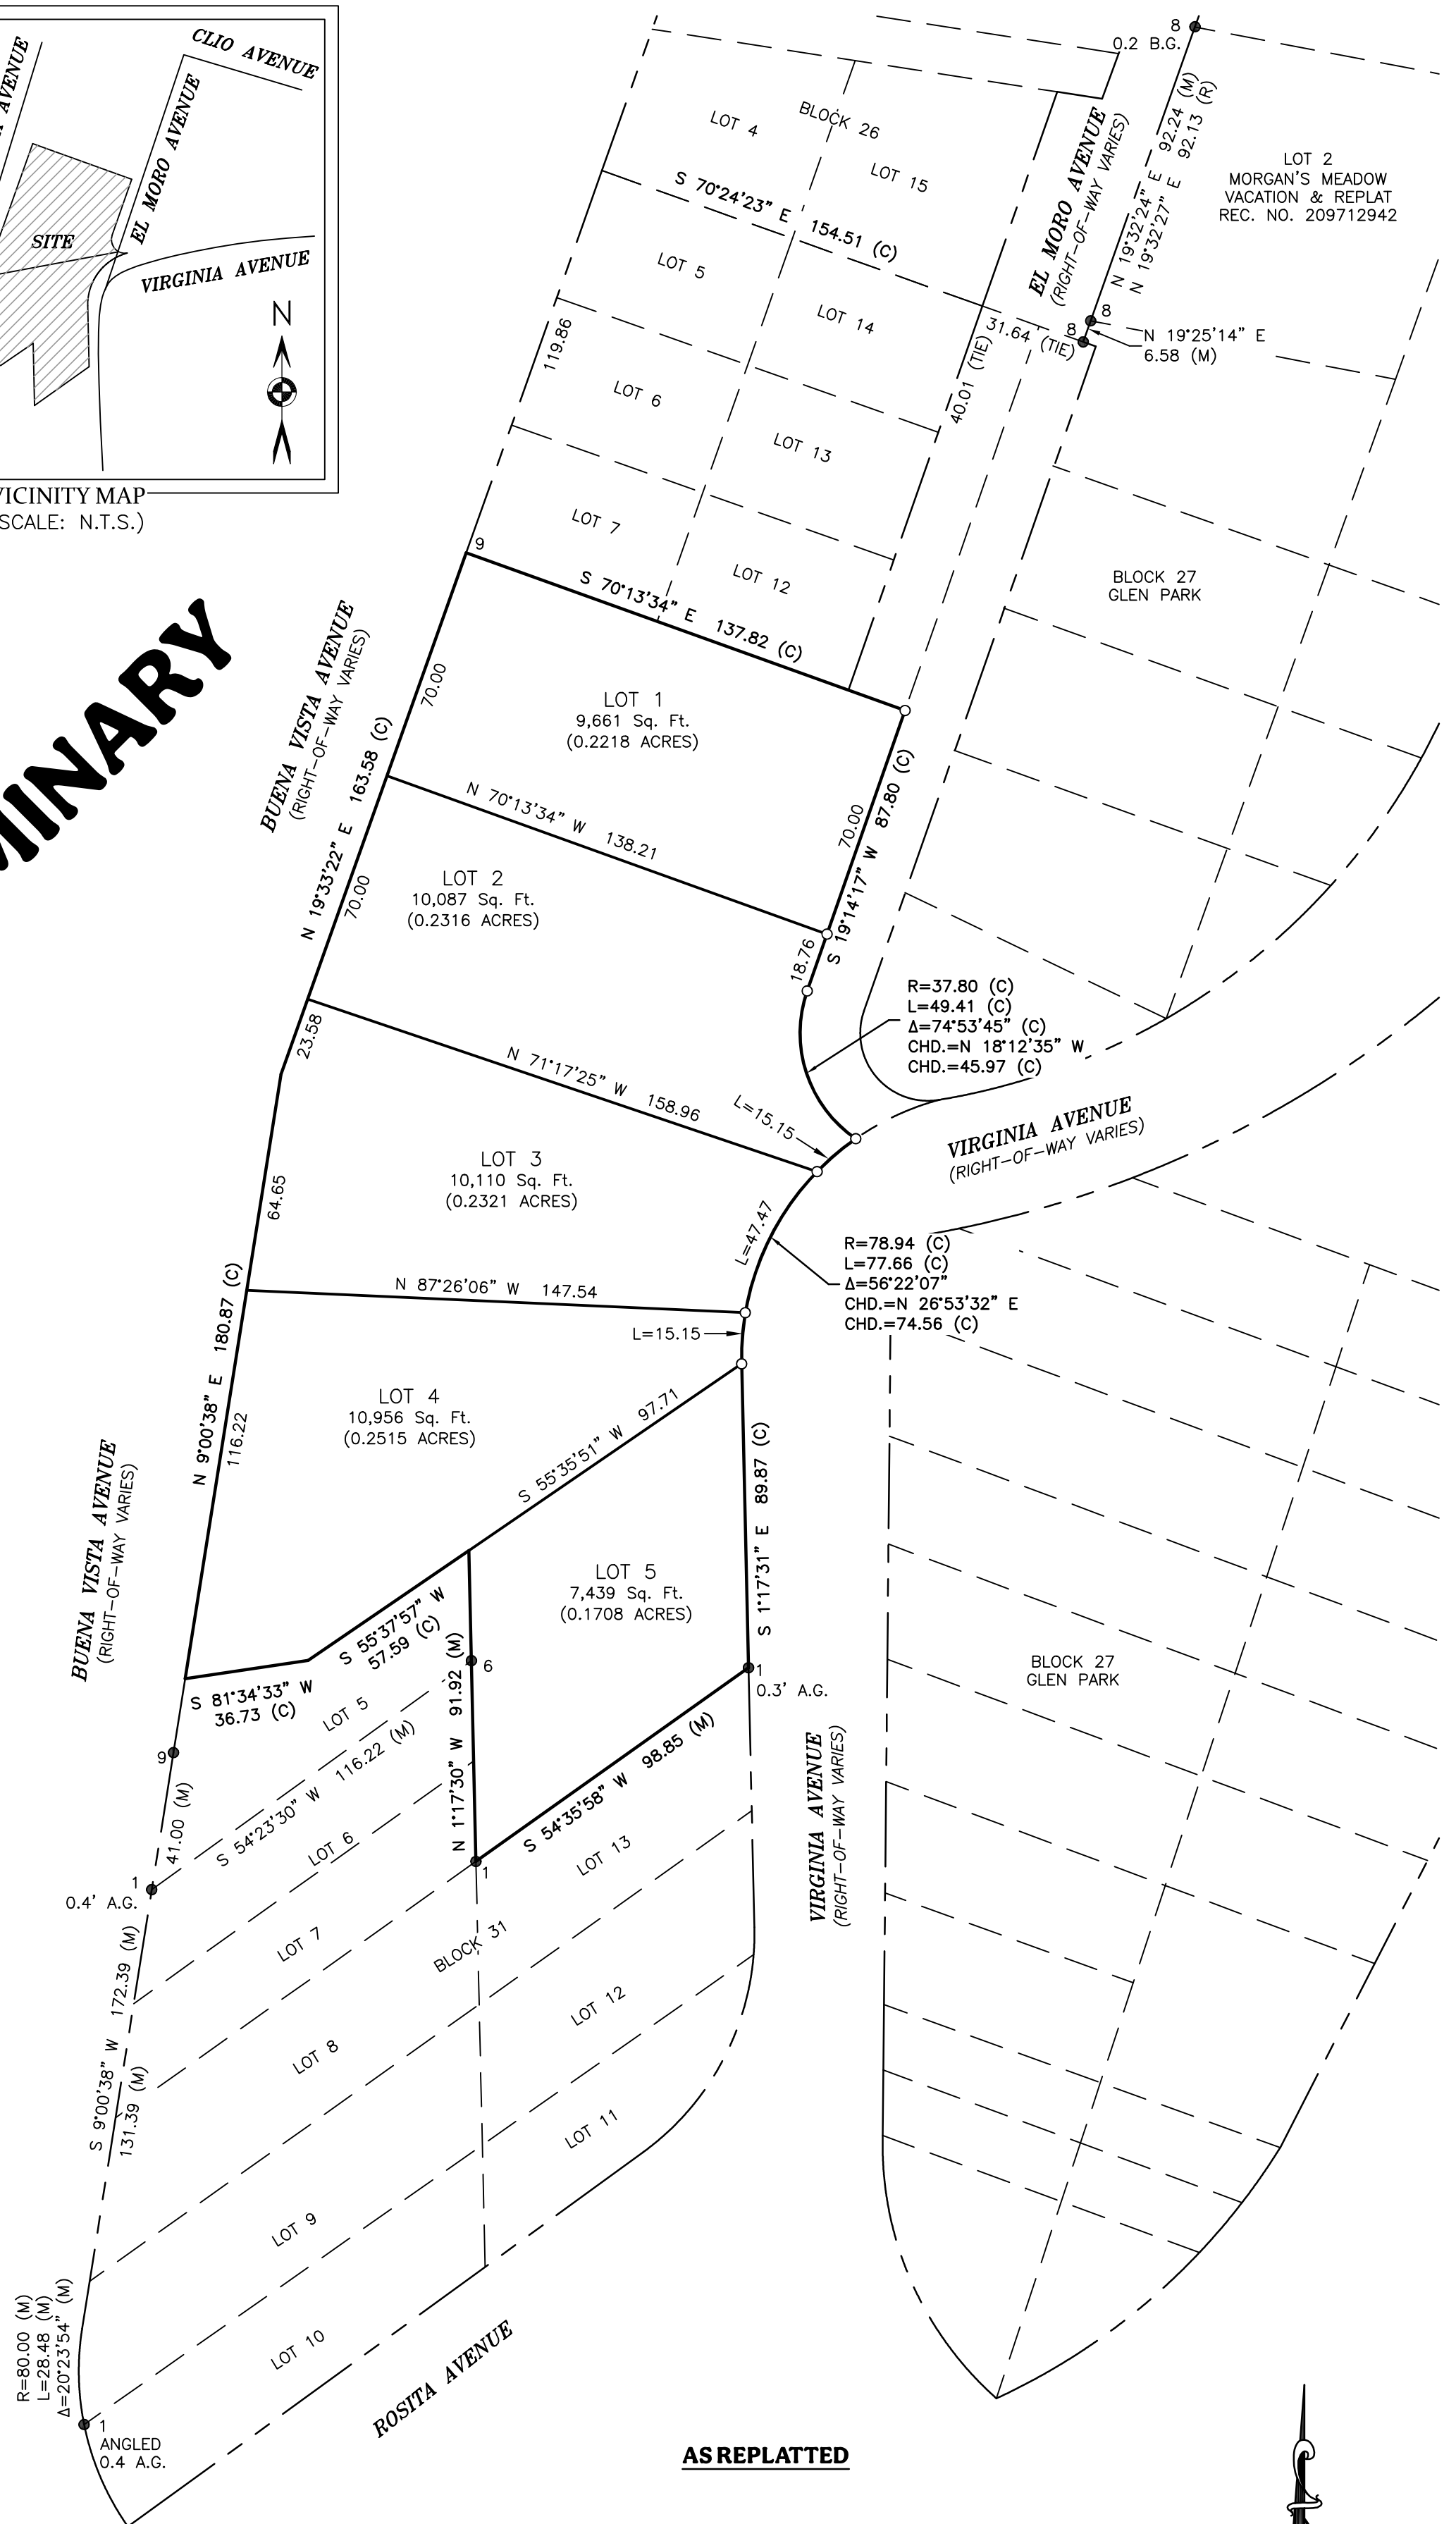 CLIO AVENUE
AVENUE
EL MORO AVENUE
SITE
VIRGINIA AVENUE
N
VICINITY MAP
SCALE: N.T.S.)
MINARY
8
0.2 B.G.
N 19°32'24" E 92.24 (M)
N 19°32'27" E 92.13 (R)
LOT 2
MORGAN'S MEADOW
VACATION & REPLAT
REC. NO. 209712942
EL MORO AVENUE
(RIGHT-OF-WAY VARIES)
BLOCK 26
LOT 4
LOT 15
S 70°24'23" E 154.51 (C)
LOT 5
LOT 14
31.64 (TIE)
8
8
N 19°25'14" E
6.58 (M)
40.01 (TIE)
119.86
LOT 6
LOT 13
LOT 7
LOT 12
9
S 70°13'34" E 137.82 (C)
BLOCK 27
GLEN PARK
BUENA VISTA AVENUE
(RIGHT-OF-WAY VARIES)
N 19°33'22" E 163.58 (C)
70.00
LOT 1
9,661 Sq. Ft.
(0.2218 ACRES)
70.00
S 19°14'17" W 87.80 (C)
N 70°13'34" W 138.21
70.00
LOT 2
10,087 Sq. Ft.
(0.2316 ACRES)
18.76
R=37.80 (C)
L=49.41 (C)
Δ=74°53'45" (C)
CHD.=N 18°12'35" W
CHD.=45.97 (C)
23.58
N 71°17'25" W 158.96
L=15.15
VIRGINIA AVENUE
(RIGHT-OF-WAY VARIES)
64.65
LOT 3
10,110 Sq. Ft.
(0.2321 ACRES)
L=47.47
R=78.94 (C)
L=77.66 (C)
Δ=56°22'07"
CHD.=N 26°53'32" E
CHD.=74.56 (C)
N 87°26'06" W 147.54
L=15.15
N 9°00'38" E 180.87 (C)
116.22
LOT 4
10,956 Sq. Ft.
(0.2515 ACRES)
S 55°35'51" W 97.71
S 1°17'31" E 89.87 (C)
BUENA VISTA AVENUE
(RIGHT-OF-WAY VARIES)
LOT 5
7,439 Sq. Ft.
(0.1708 ACRES)
S 55°37'57" W
57.59 (C)
S 81°34'33" W
36.73 (C)
N 1°17'30" W 91.92 (M)
6
1
0.3' A.G.
BLOCK 27
GLEN PARK
LOT 5
9
41.00 (M)
S 54°23'30" W 116.22 (M)
S 54°35'58" W 98.85 (M)
VIRGINIA AVENUE
(RIGHT-OF-WAY VARIES)
LOT 6
1
LOT 13
1
0.4' A.G.
LOT 7
BLOCK 31
S 9°00'38" W 172.39 (M)
131.39 (M)
LOT 12
LOT 8
LOT 11
LOT 9
R=80.00 (M)
L=28.48 (M)
Δ=20°23'54" (M)
LOT 10
1
ANGLED
0.4 A.G.
ROSITA AVENUE
AS REPLATTED